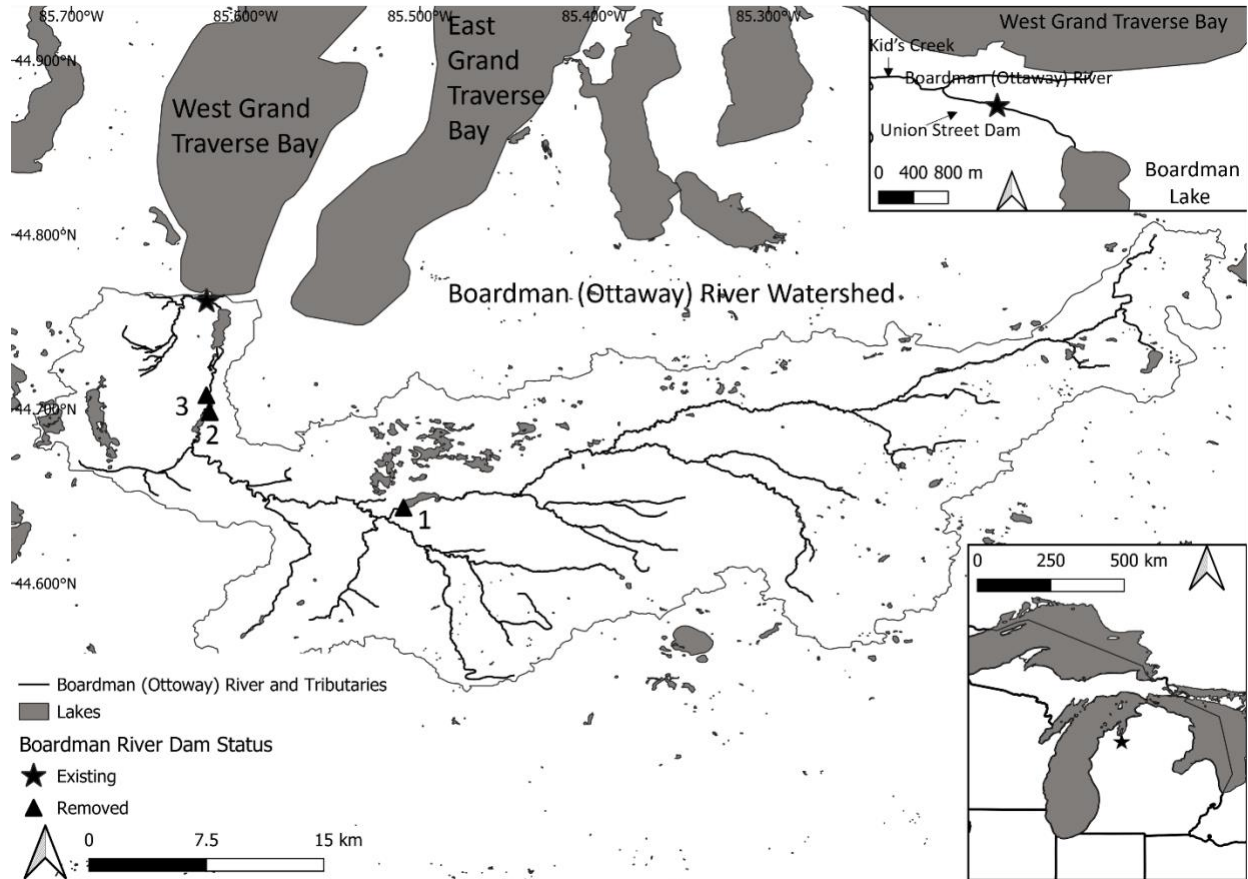 85.700°W
85.600°W
85.500°W
85.400°W
85.300°W
44.900°N
44.800°N
44.700°N
44.600°N
West Grand
Traverse Bay
East
Grand
Traverse
Bay
Boardman (Ottaway) River Watershed
3
2
1
West Grand Traverse Bay
Kid's Creek
Boardman (Ottaway) River
Union Street Dam
0 400 800 m
Boardman
Lake
0 250 500 km
Boardman (Ottoway) River and Tributaries
Lakes
Boardman River Dam Status
Existing
Removed
0 7.5 15 km